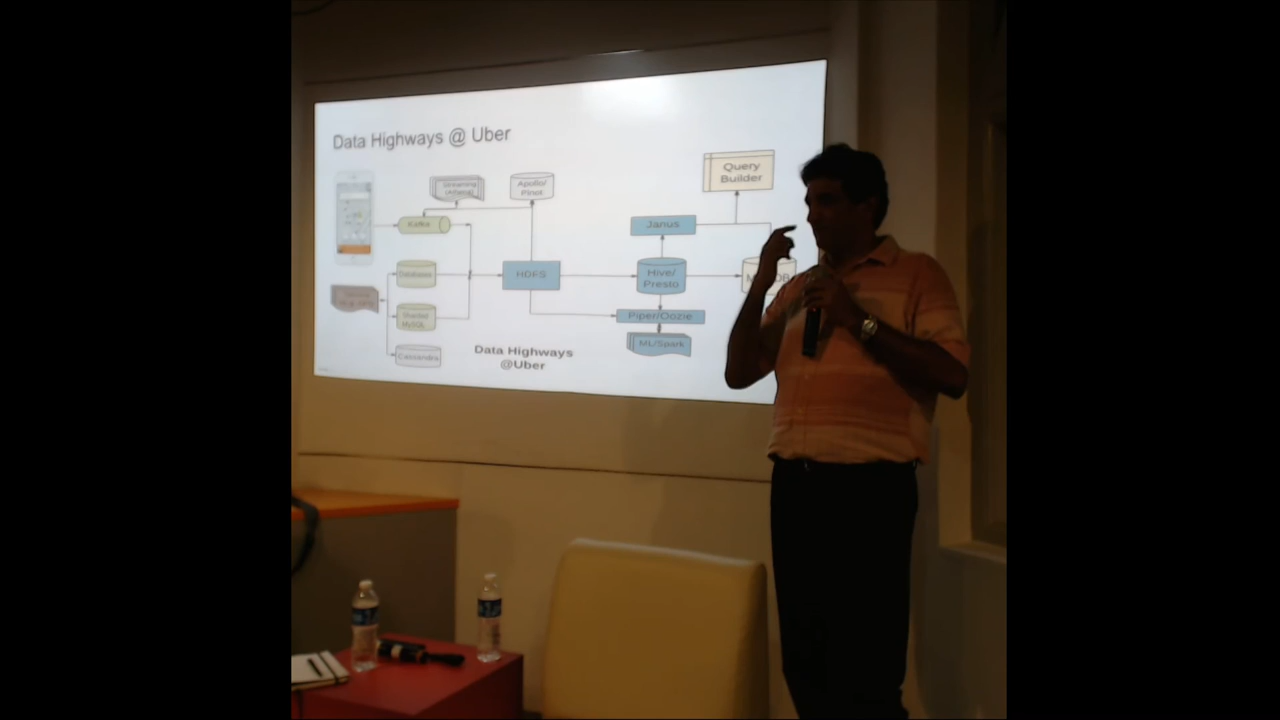 Data Highways @ Uber
Query
Builder
Streaming
(Athena)
Apollo/
Pinot
Kafka
Janus
Databases
HDFS
Hive/
Presto
Sharded
MySQL
Piper/Oozie
ML/Spark
Cassandra
Data Highways
@Uber